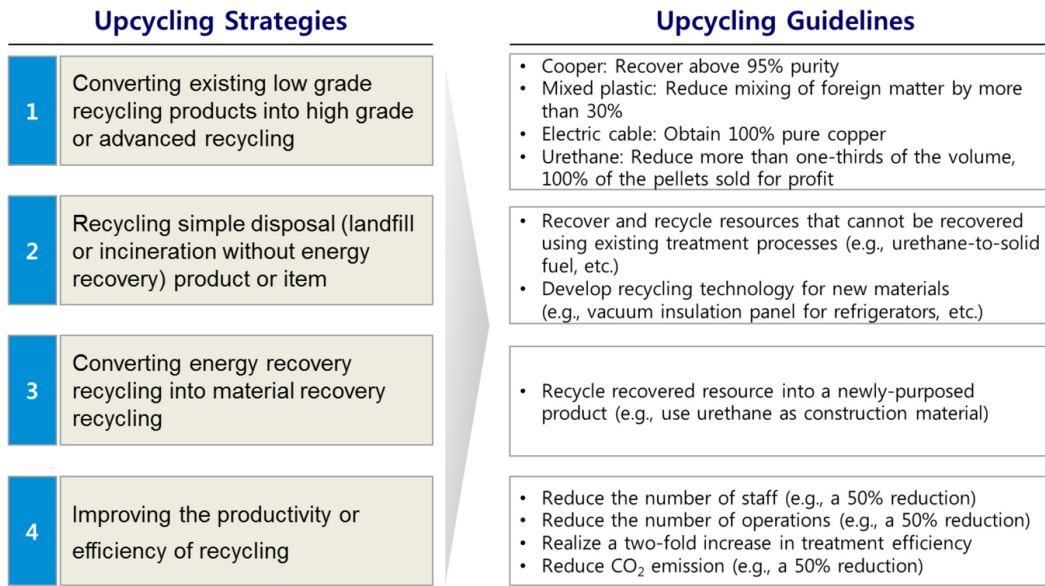 Upcycling Strategies
Upcycling Guidelines
1
Converting existing low grade
recycling products into high grade
or advanced recycling
• Cooper: Recover above 95% purity
• Mixed plastic: Reduce mixing of foreign matter by more
than 30%
• Electric cable: Obtain 100% pure copper
• Urethane: Reduce more than one-thirds of the volume,
100% of the pellets sold for profit
2
Recycling simple disposal (landfill
or incineration without energy
recovery) product or item
• Recover and recycle resources that cannot be recovered
using existing treatment processes (e.g., urethane-to-solid
fuel, etc.)
• Develop recycling technology for new materials
(e.g., vacuum insulation panel for refrigerators, etc.)
3
Converting energy recovery
recycling into material recovery
recycling
• Recycle recovered resource into a newly-purposed
product (e.g., use urethane as construction material)
4
Improving the productivity or
efficiency of recycling
• Reduce the number of staff (e.g., a 50% reduction)
• Reduce the number of operations (e.g., a 50% reduction)
• Realize a two-fold increase in treatment efficiency
• Reduce CO₂ emission (e.g., a 50% reduction)